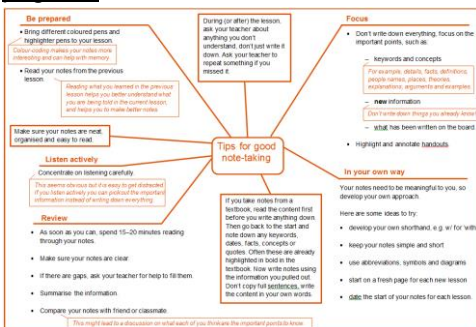 Be prepared
• Bring different coloured pens and
highlighter pens to your lesson.
Colour coding makes your notes more
interesting and can help with memory.
• Read your notes from the previous
lesson.
Reading what you learned in the previous
lesson helps you better understand what
you are being told in the current lesson,
and helps you to make better notes
Make sure your notes are neat,
organised and easy to read.
Listen actively
Concentrate on listening carefully.
This seems obvious but it is easy to get distracted.
If you listen actively you can pick out the important
information instead of writing down everything.
Review
• As soon as you can, spend 15–20 minutes reading
through your notes.
• Make sure your notes are clear.
• If there are gaps, ask your teacher for help to fill them.
• Summarise the information
• Compare your notes with friend or classmate.
This might lead to a discussion on what each of you think are the important points to know
During (or after) the lesson,
ask your teacher about
anything you don't
understand, don't just write it
down. Ask your teacher to
repeat something if you
missed it.
Tips for good
note-taking
If you take notes from a
textbook, read the content first
before you write anything down.
Then go back to the start and
note down any keywords,
dates, facts, concepts or
quotes. Often these are already
highlighted in bold in the
textbook. Now write notes using
the information you pulled out.
Don't copy full sentences, write
the content in your own words.
Focus
• Don't write down everything, focus on the
important points, such as:
– keywords and concepts
For example, details, facts, definitions,
people names, places, theories,
explanations, arguments and examples.
– new information
Don't write down things you already know!
– what has been written on the board.
• Highlight and annotate handouts.
In your own way
Your notes need to be meaningful to you, so
develop your own approach.
Here are some ideas to try:
• develop your own shorthand, e.g. w/ for 'with'
• keep your notes simple and short
• use abbreviations, symbols and diagrams
• start on a fresh page for each new lesson
• date the start of your notes for each lesson